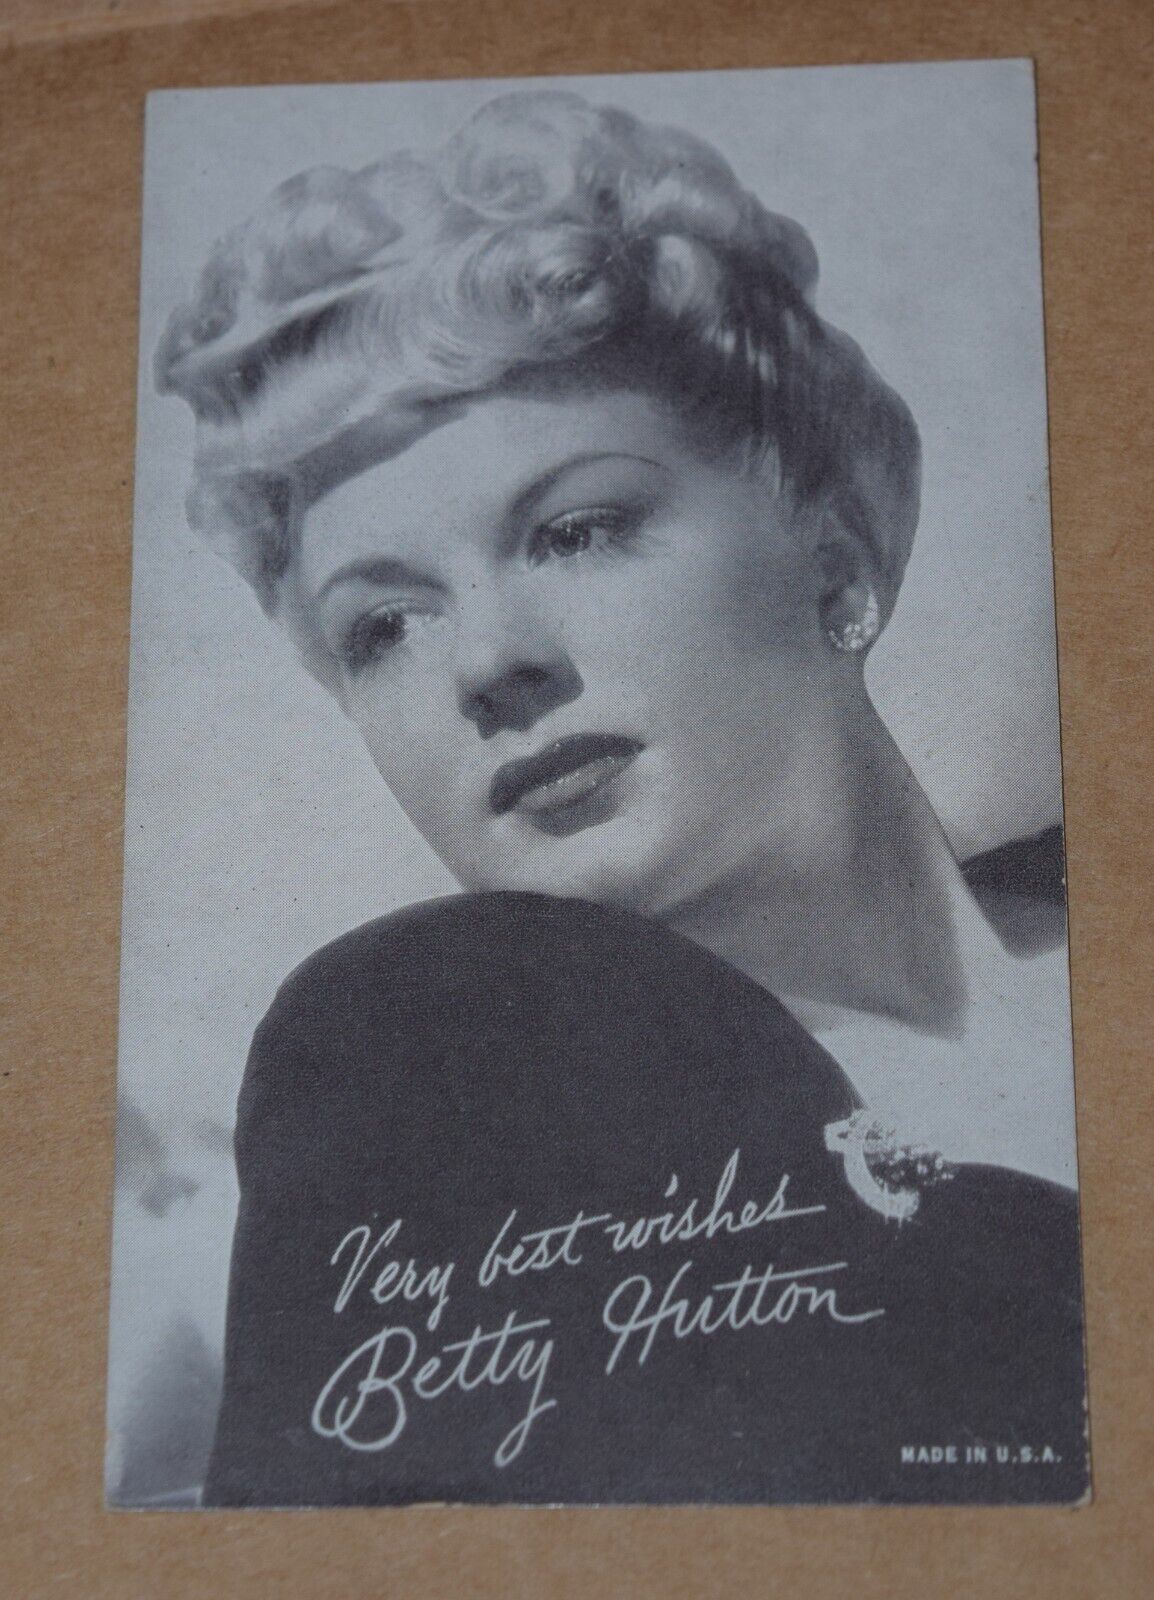 Very best wishes
Betty Hutton
MADE IN U.S.A.